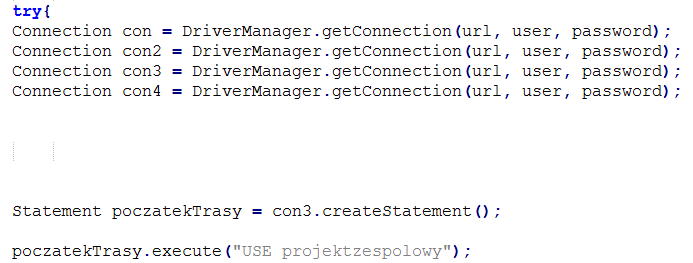 try{
Connection con = DriverManager.getConnection(url, user, password);
Connection con2 = DriverManager.getConnection(url, user, password);
Connection con3 = DriverManager.getConnection(url, user, password);
Connection con4 = DriverManager.getConnection(url, user, password);
Statement poczatekTrasy = con3.createStatement();
poczatekTrasy.execute("USE projektzespolowy");